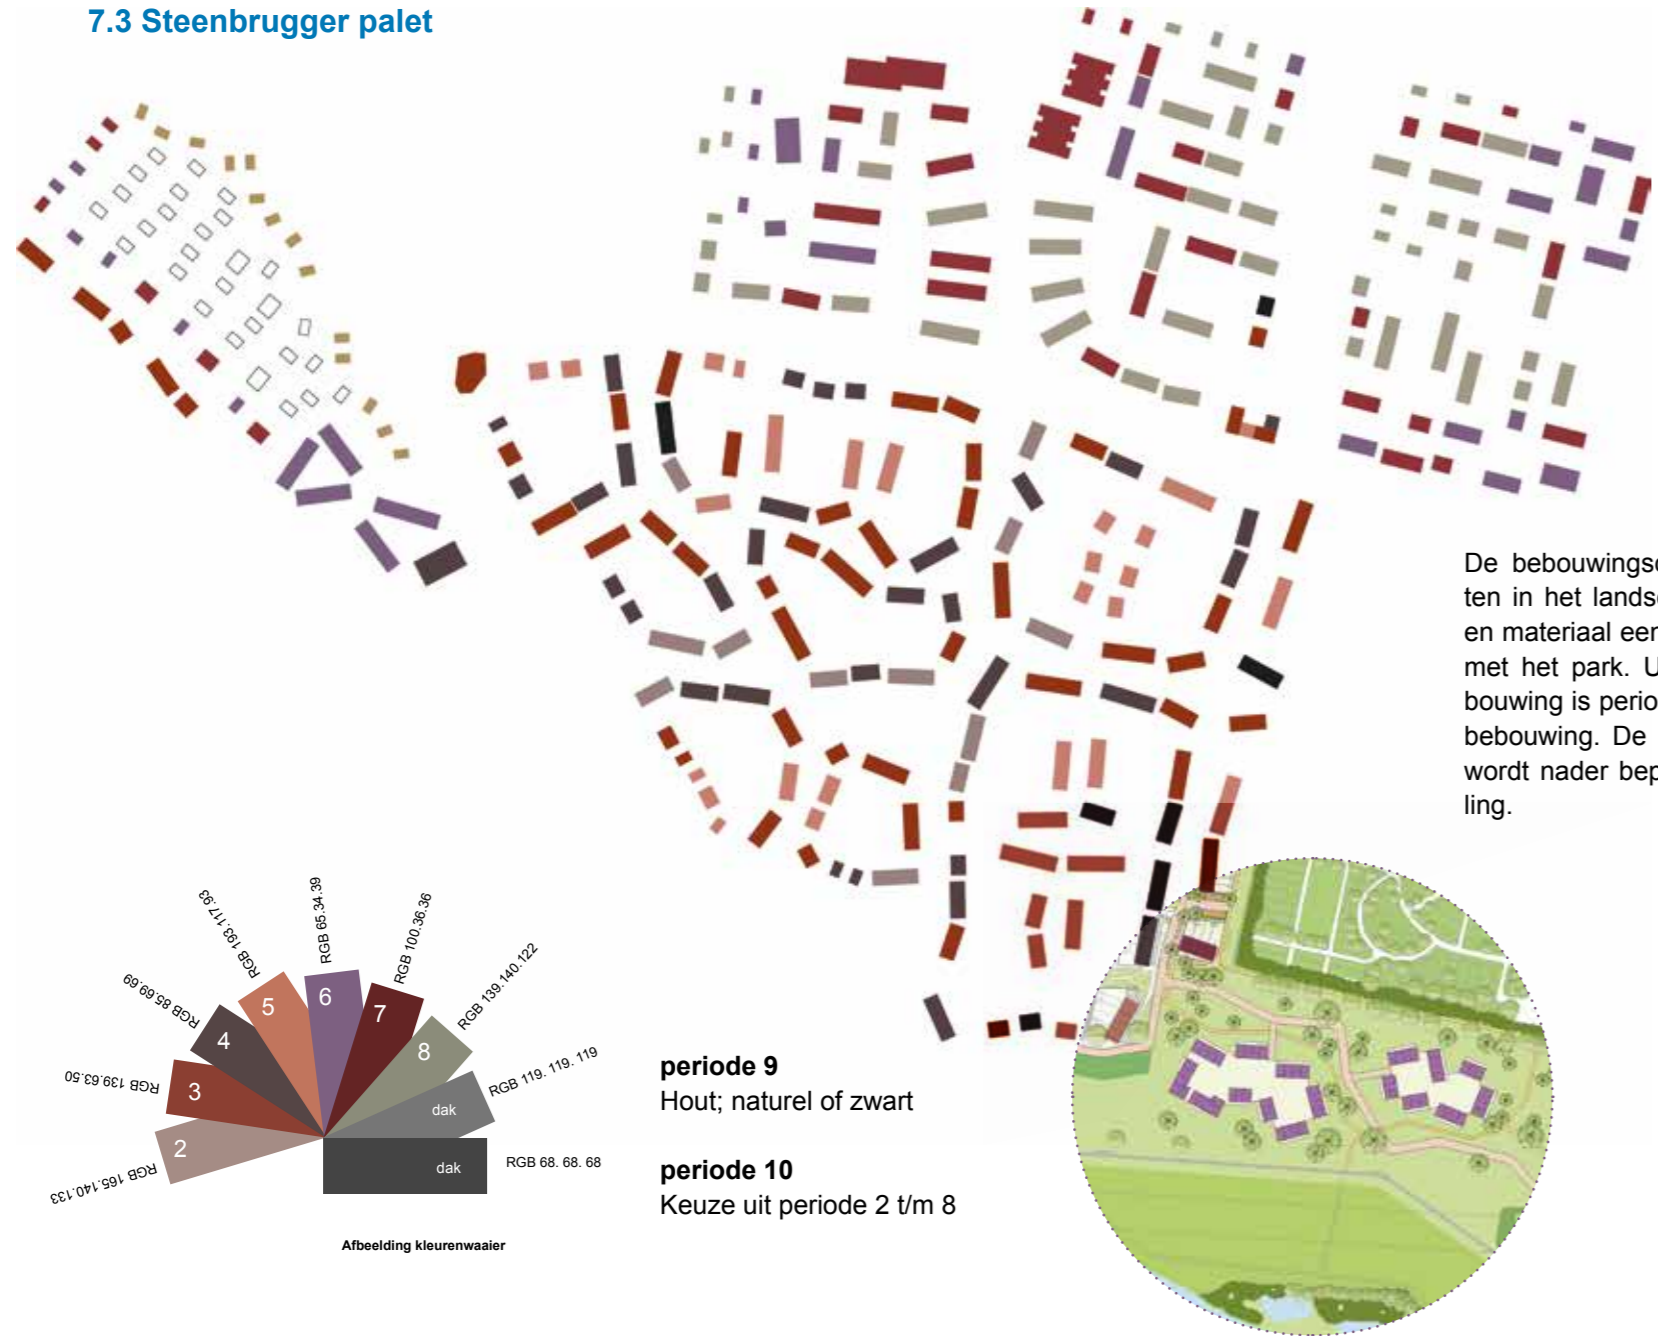 7.3 Steenbrugger palet
De bebouwingsc
ten in het landsc
en materiaal een
met het park. U
bouwing is perio
bebouwing. De
wordt nader bep
ling.
RGB 165.140.133
2
RGB 139.63.50
3
RGB 85.69.69
4
RGB 193.117.93
5
RGB 65.34.39
6
RGB 100.36.36
7
RGB 139.140.122
8
RGB 119. 119. 119
dak
RGB 68. 68. 68
dak
Afbeelding kleurenwaaier
periode 9
Hout; naturel of zwart
periode 10
Keuze uit periode 2 t/m 8